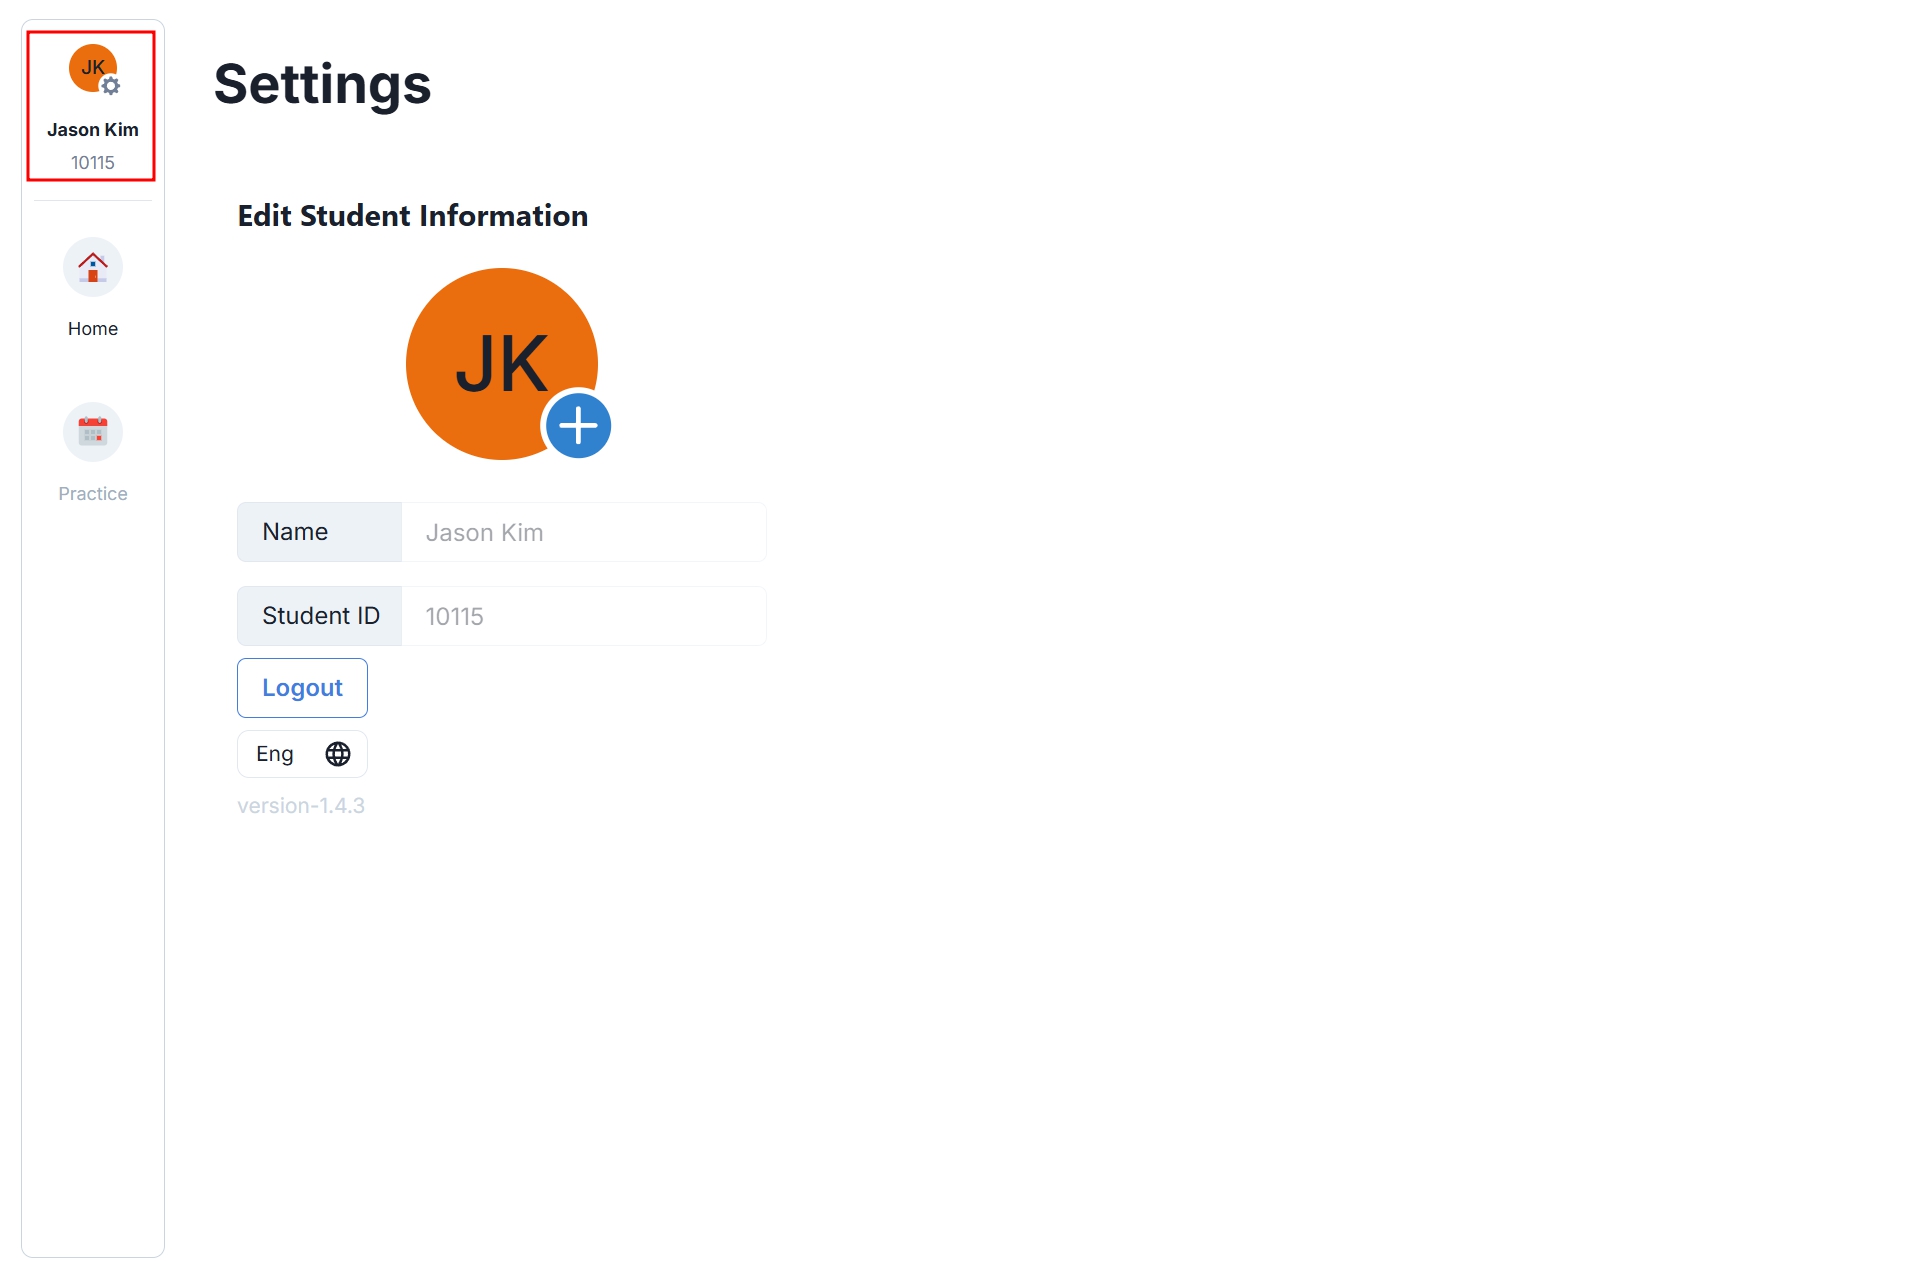 JK
Jason Kim
10115
Home
Practice
Settings
Edit Student Information
JK
Name
Jason Kim
Student ID
10115
Logout
Eng
version-1.4.3